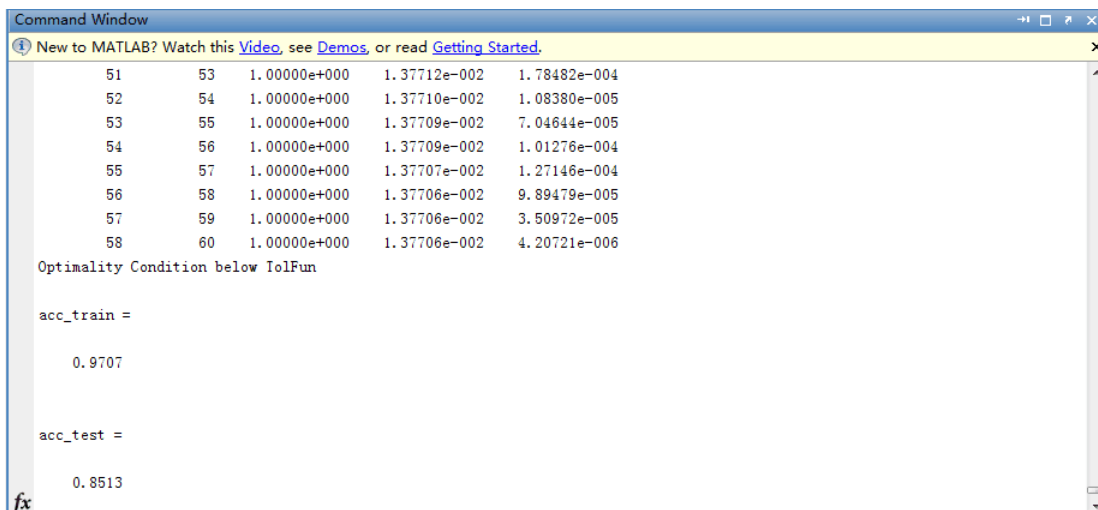 Command Window
New to MATLAB? Watch this Video, see Demos, or read Getting Started.
51 53 1.00000e+000 1.37712e-002 1.78482e-004
52 54 1.00000e+000 1.37710e-002 1.08380e-005
53 55 1.00000e+000 1.37709e-002 7.04644e-005
54 56 1.00000e+000 1.37709e-002 1.01276e-004
55 57 1.00000e+000 1.37707e-002 1.27146e-004
56 58 1.00000e+000 1.37706e-002 9.89479e-005
57 59 1.00000e+000 1.37706e-002 3.50972e-005
58 60 1.00000e+000 1.37706e-002 4.20721e-006
Optimality Condition below TolFun
acc_train =
0.9707
acc_test =
0.8513
fx